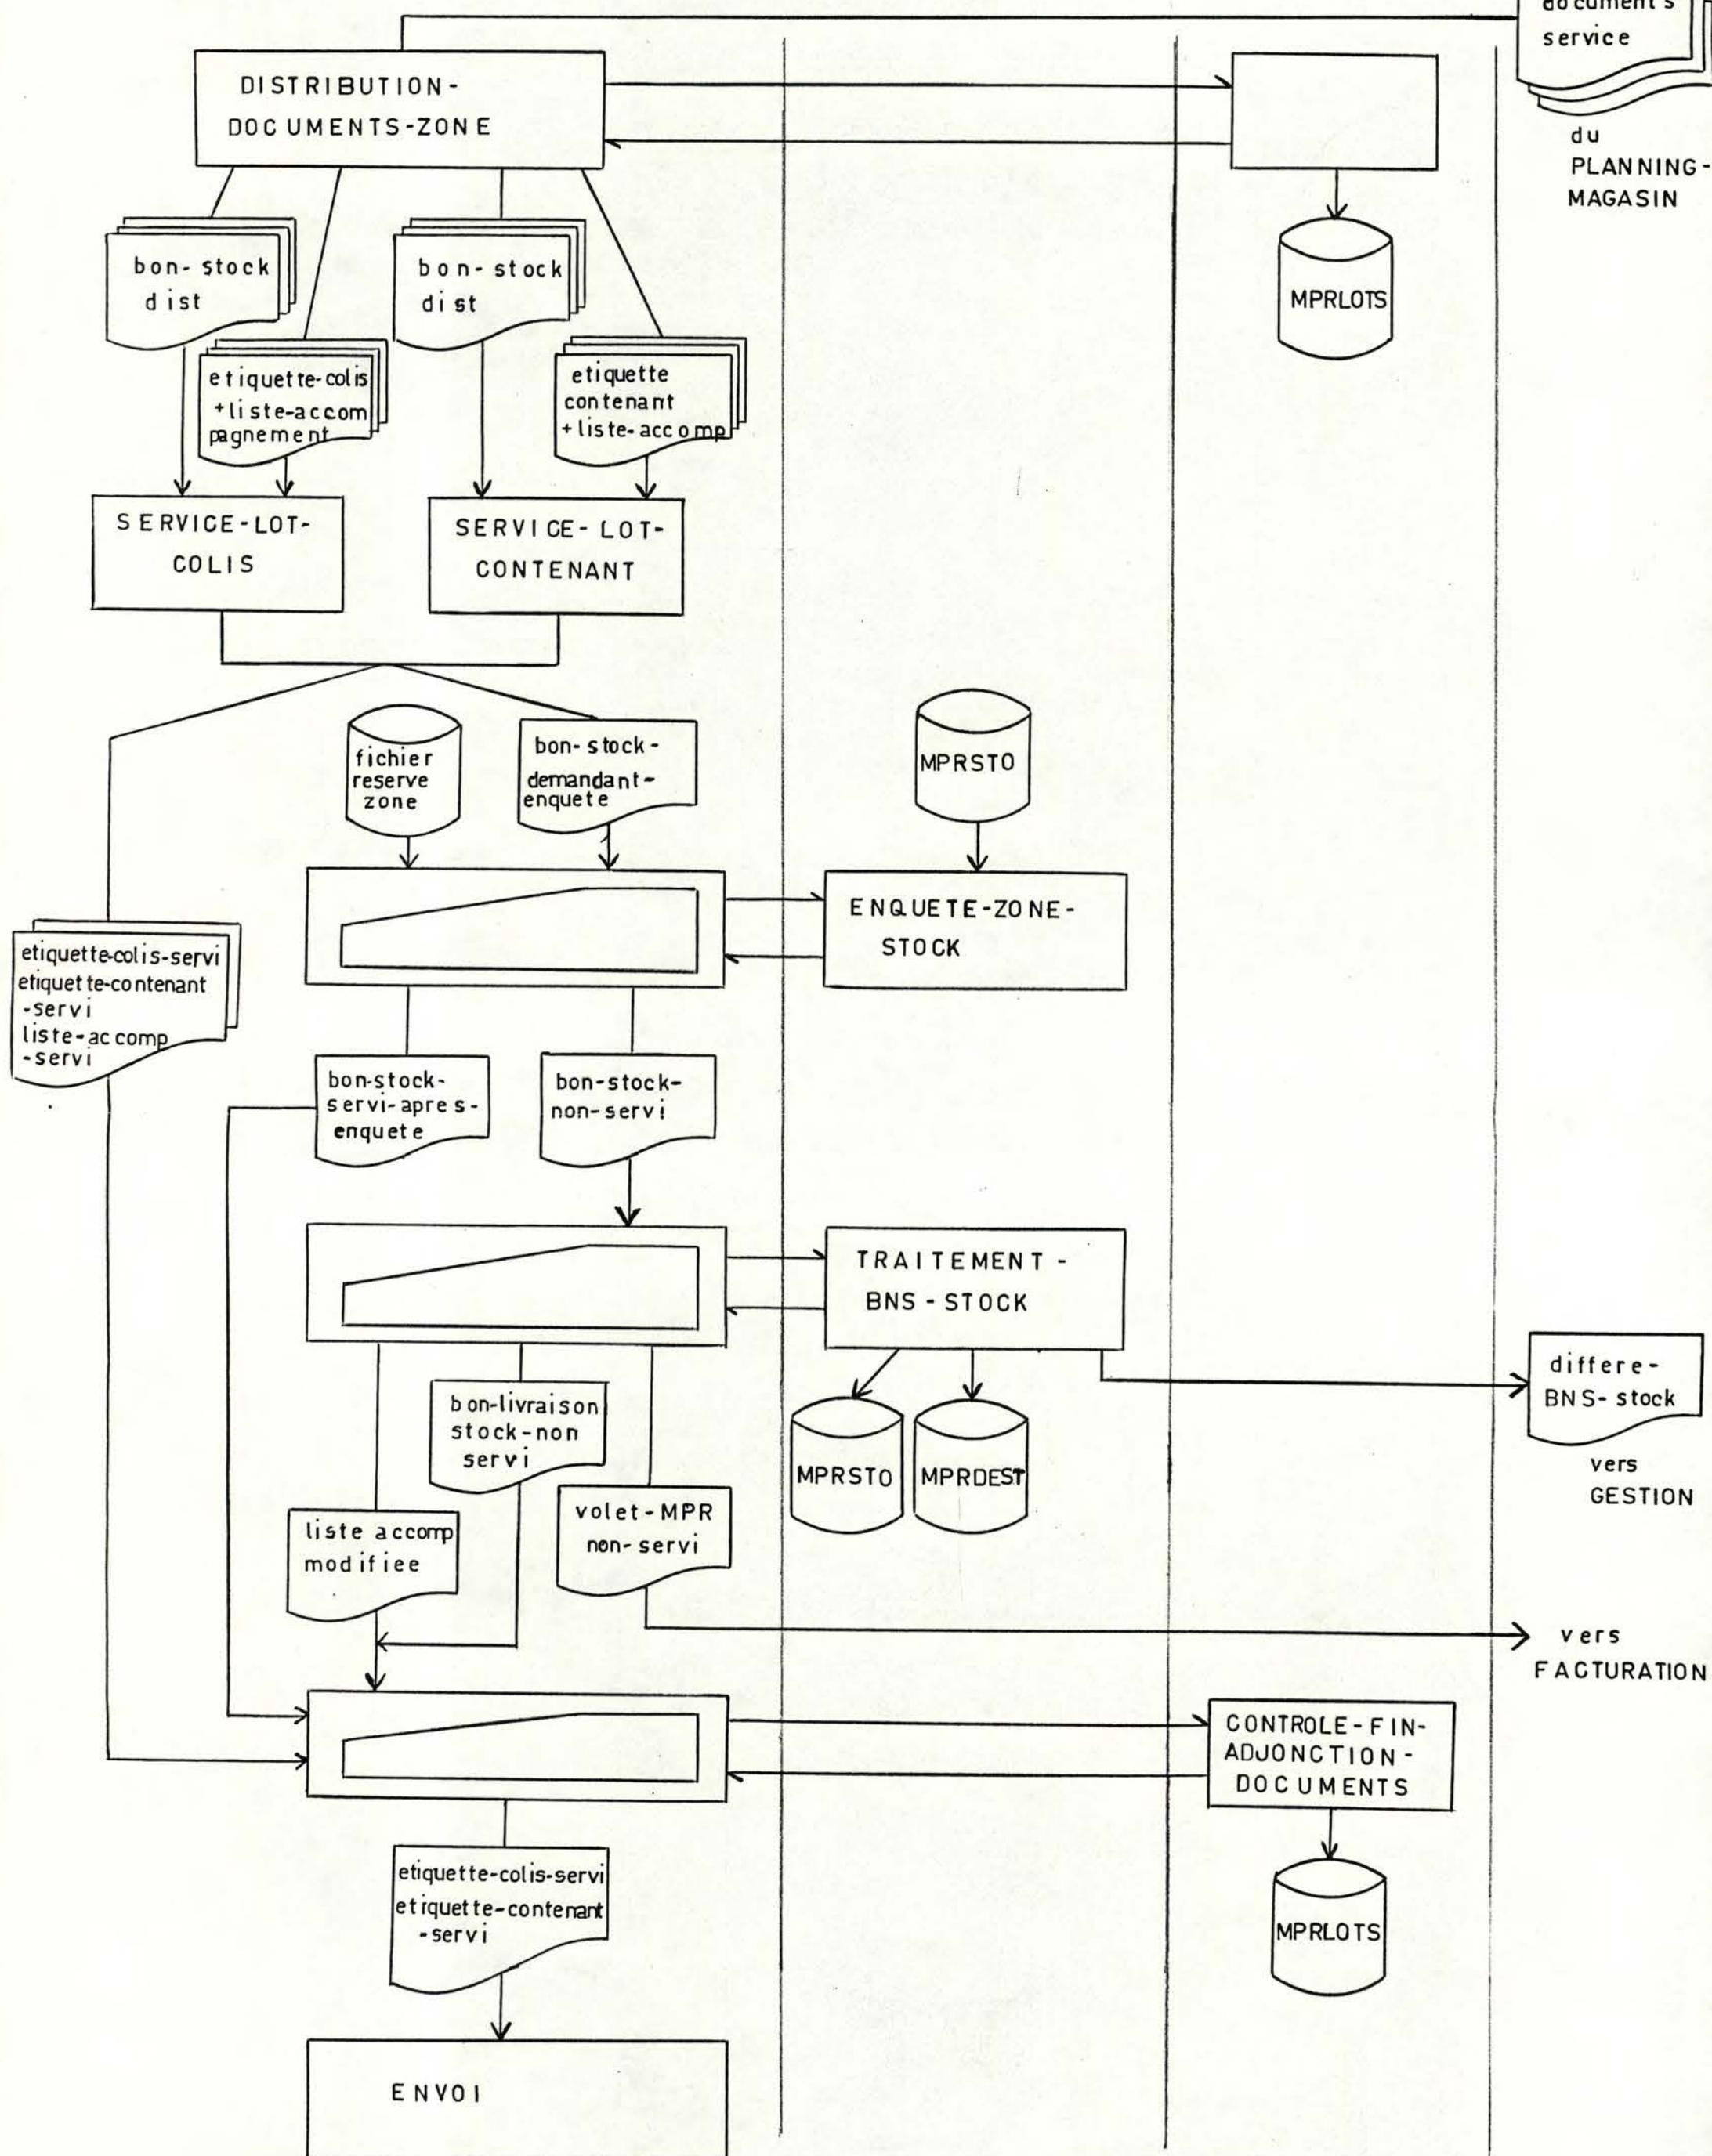 documents
service
du
PLANNING-
MAGASIN
DISTRIBUTION-
DOCUMENTS-ZONE
bon-stock
dist
bon-stock
dist
MPRLOTS
etiquette-colis
+liste-accom
pagnement
etiquette
contenant
+liste-accomp
SERVICE-LOT-
COLIS
SERVICE-LOT-
CONTENANT
fichier
reserve
zone
bon-stock-
demandant-
enquete
MPRSTO
ENQUETE-ZONE-
STOCK
etiquette-colis-servi
etiquette-contenant
-servi
liste-accomp
-servi
bon-stock-
servi-apres-
enquete
bon-stock-
non-servi
TRAITEMENT-
BNS-STOCK
differe-
BNS-stock
vers
GESTION
bon-livraison
stock-non
servi
MPRSTO
MPRDEST
liste accomp
modifiee
volet-MPR
non-servi
vers
FACTURATION
CONTROLE-FIN-
ADJONCTION-
DOCUMENTS
etiquette-colis-servi
etiquette-contenant
-servi
MPRLOTS
ENVOI